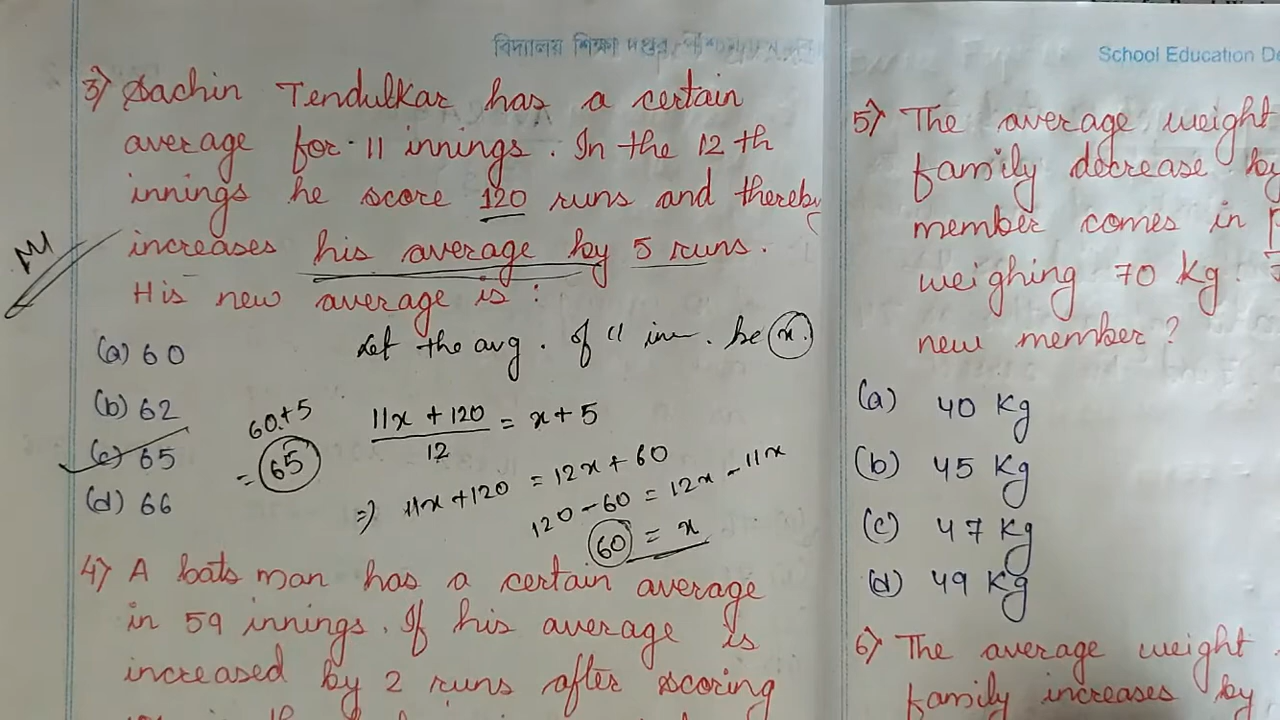 বিদ্যালয় শিক্ষা
3) Sachin Tendulkar has a certain
average for 11 innings. In the 12 th
innings he score 120 runs and thereby
increases his average by 5 runs.
His new average is :
Let the avg. of 11 inn. be x.
(a) 60
(b) 62
(c) 65
(d) 66
60+5
= 65
11x + 120 / 12 = x + 5
⇒ 11x + 120 = 12x + 60
120 - 60 = 12x - 11x
60 = x
4) A bats man has a certain average
in 59 innings. If his average is
increased by 2 runs after scoring
School Education De
5) The average weight
family decrease by
member comes in
weighing 70 kg.
new member ?
(a) 40 Kg
(b) 45 Kg
(c) 47 Kg
(d) 49 Kg
6) The average weight
family increases by